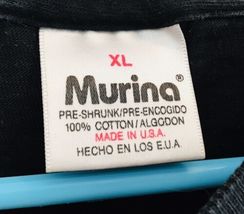 XL
Murina®
PRE-SHRUNK/PRE-ENCOGIDO
100% COTTON/ALGODON
MADE IN U.S.A.
HECHO EN LOS E.U.A.